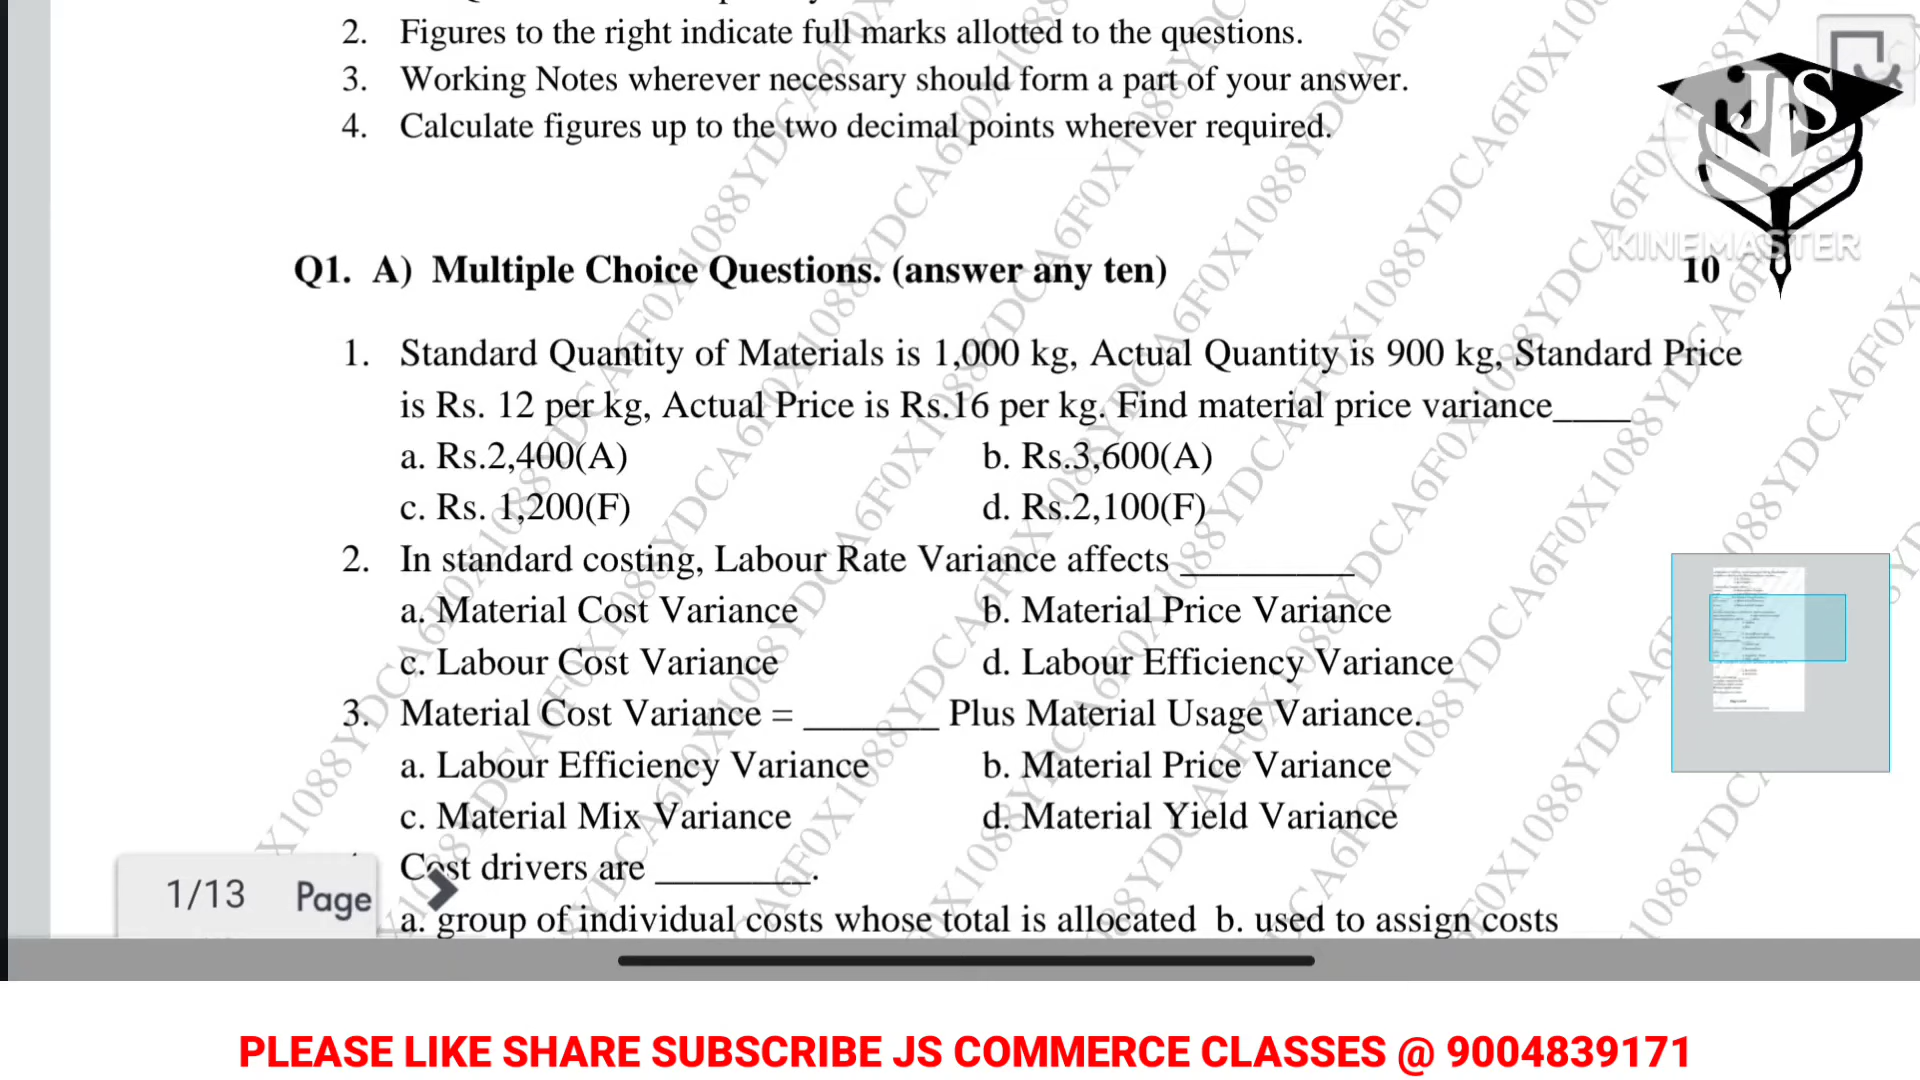 2. Figures to the right indicate full marks allotted to the questions.
3. Working Notes wherever necessary should form a part of your answer.
4. Calculate figures up to the two decimal points wherever required.
JS
KINEMASTER
Q1. A) Multiple Choice Questions. (answer any ten) 10
1. Standard Quantity of Materials is 1,000 kg, Actual Quantity is 900 kg, Standard Price
is Rs. 12 per kg, Actual Price is Rs.16 per kg. Find material price variance____
a. Rs.2,400(A) b. Rs.3,600(A)
c. Rs. 1,200(F) d. Rs.2,100(F)
2. In standard costing, Labour Rate Variance affects _________
a. Material Cost Variance b. Material Price Variance
c. Labour Cost Variance d. Labour Efficiency Variance
3. Material Cost Variance = _______ Plus Material Usage Variance.
a. Labour Efficiency Variance b. Material Price Variance
c. Material Mix Variance d. Material Yield Variance
Cost drivers are ________.
a. group of individual costs whose total is allocated b. used to assign costs
1/13 Page
PLEASE LIKE SHARE SUBSCRIBE JS COMMERCE CLASSES @ 9004839171